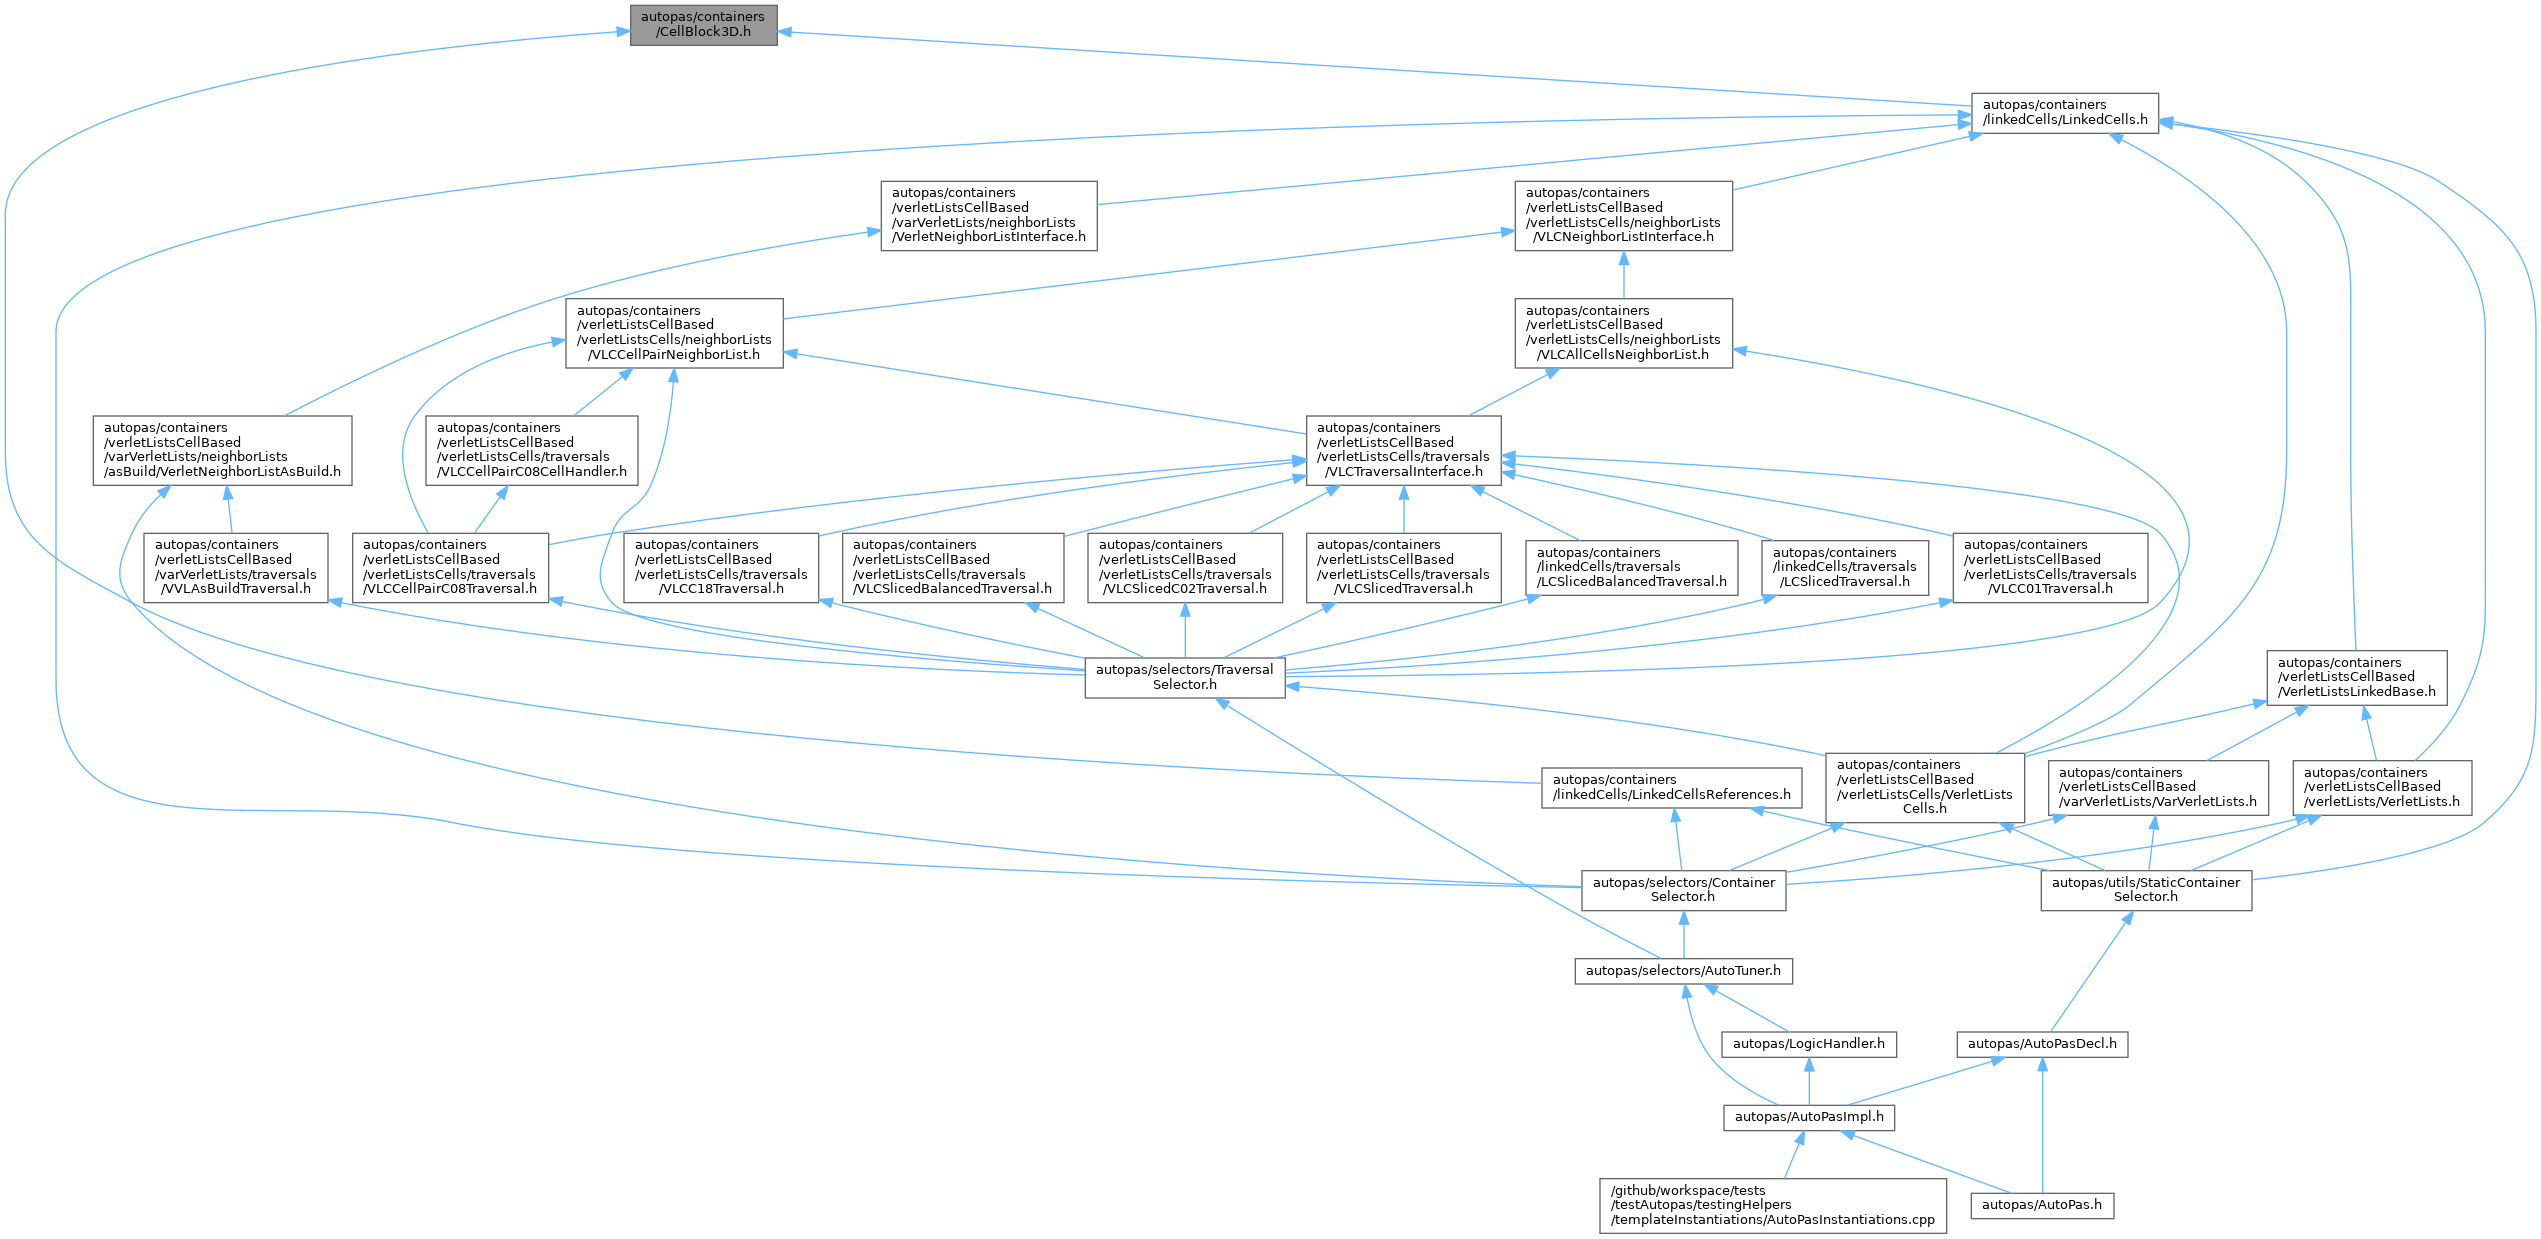 autopas/containers
/CellBlock3D.h
autopas/containers
/linkedCells/LinkedCells.h
autopas/containers
/verletListsCellBased
/varVerletLists/neighborLists
/VerletNeighborListInterface.h
autopas/containers
/verletListsCellBased
/verletListsCells/neighborLists
/VLCNeighborListInterface.h
autopas/containers
/verletListsCellBased
/verletListsCells/neighborLists
/VLCCellPairNeighborList.h
autopas/containers
/verletListsCellBased
/verletListsCells/neighborLists
/VLCAllCellsNeighborList.h
autopas/containers
/verletListsCellBased
/varVerletLists/neighborLists
/asBuild/VerletNeighborListAsBuild.h
autopas/containers
/verletListsCellBased
/verletListsCells/traversals
/VLCCellPairC08CellHandler.h
autopas/containers
/verletListsCellBased
/verletListsCells/traversals
/VLCTraversalInterface.h
autopas/containers
/verletListsCellBased
/varVerletLists/traversals
/VVLAsBuildTraversal.h
autopas/containers
/verletListsCellBased
/verletListsCells/traversals
/VLCCellPairC08Traversal.h
autopas/containers
/verletListsCellBased
/verletListsCells/traversals
/VLCC18Traversal.h
autopas/containers
/verletListsCellBased
/verletListsCells/traversals
/VLCSlicedBalancedTraversal.h
autopas/containers
/verletListsCellBased
/verletListsCells/traversals
/VLCSlicedC02Traversal.h
autopas/containers
/verletListsCellBased
/verletListsCells/traversals
/VLCSlicedTraversal.h
autopas/containers
/linkedCells/traversals
/LCSlicedBalancedTraversal.h
autopas/containers
/linkedCells/traversals
/LCSlicedTraversal.h
autopas/containers
/verletListsCellBased
/verletListsCells/traversals
/VLCC01Traversal.h
autopas/selectors/Traversal
Selector.h
autopas/containers
/verletListsCellBased
/VerletListsLinkedBase.h
autopas/containers
/linkedCells/LinkedCellsReferences.h
autopas/containers
/verletListsCellBased
/verletListsCells/VerletLists
Cells.h
autopas/containers
/verletListsCellBased
/varVerletLists/VarVerletLists.h
autopas/containers
/verletListsCellBased
/verletLists/VerletLists.h
autopas/selectors/Container
Selector.h
autopas/utils/StaticContainer
Selector.h
autopas/selectors/AutoTuner.h
autopas/LogicHandler.h
autopas/AutoPasDecl.h
autopas/AutoPasImpl.h
/github/workspace/tests
/testAutopas/testingHelpers
/templateInstantiations/AutoPasInstantiations.cpp
autopas/AutoPas.h